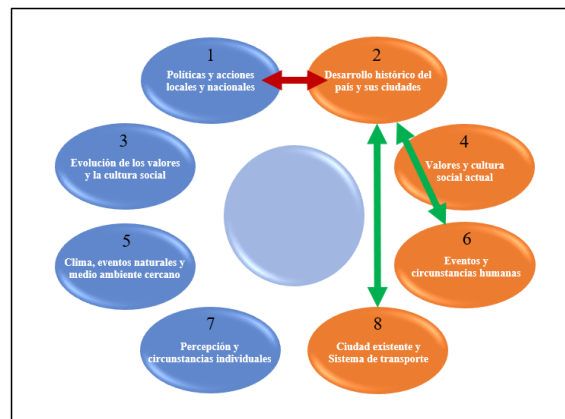 1
Políticas y acciones
locales y nacionales
2
Desarrollo histórico del
país y sus ciudades
3
Evolución de los valores
y la cultura social
4
Valores y cultura
social actual
5
Clima, eventos naturales y
medio ambiente cercano
6
Eventos y
circunstancias humanas
7
Percepción y
circunstancias individuales
8
Ciudad existente y
Sistema de transporte